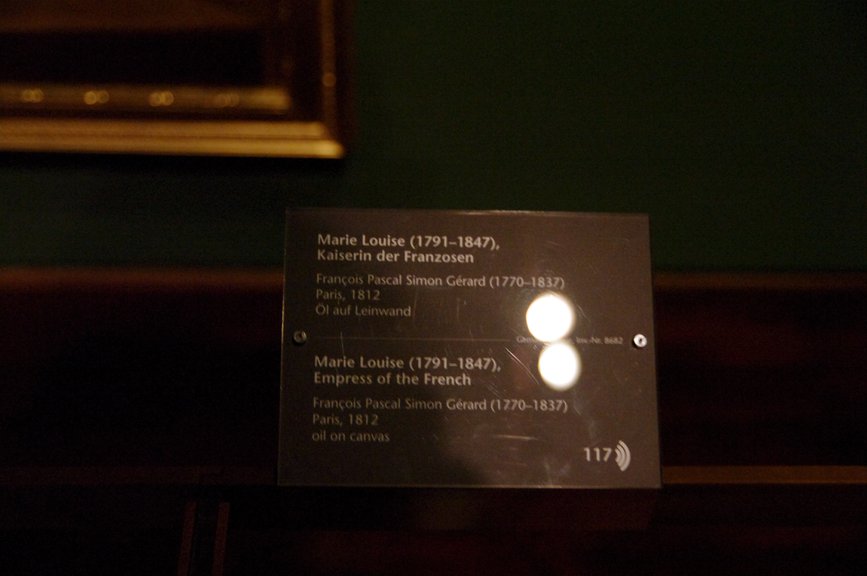 Marie Louise (1791–1847),
Kaiserin der Franzosen
François Pascal Simon Gérard (1770–1837)
Paris, 1812
Öl auf Leinwand
Inv.-Nr. 8682
Marie Louise (1791–1847),
Empress of the French
François Pascal Simon Gérard (1770–1837)
Paris, 1812
oil on canvas
117